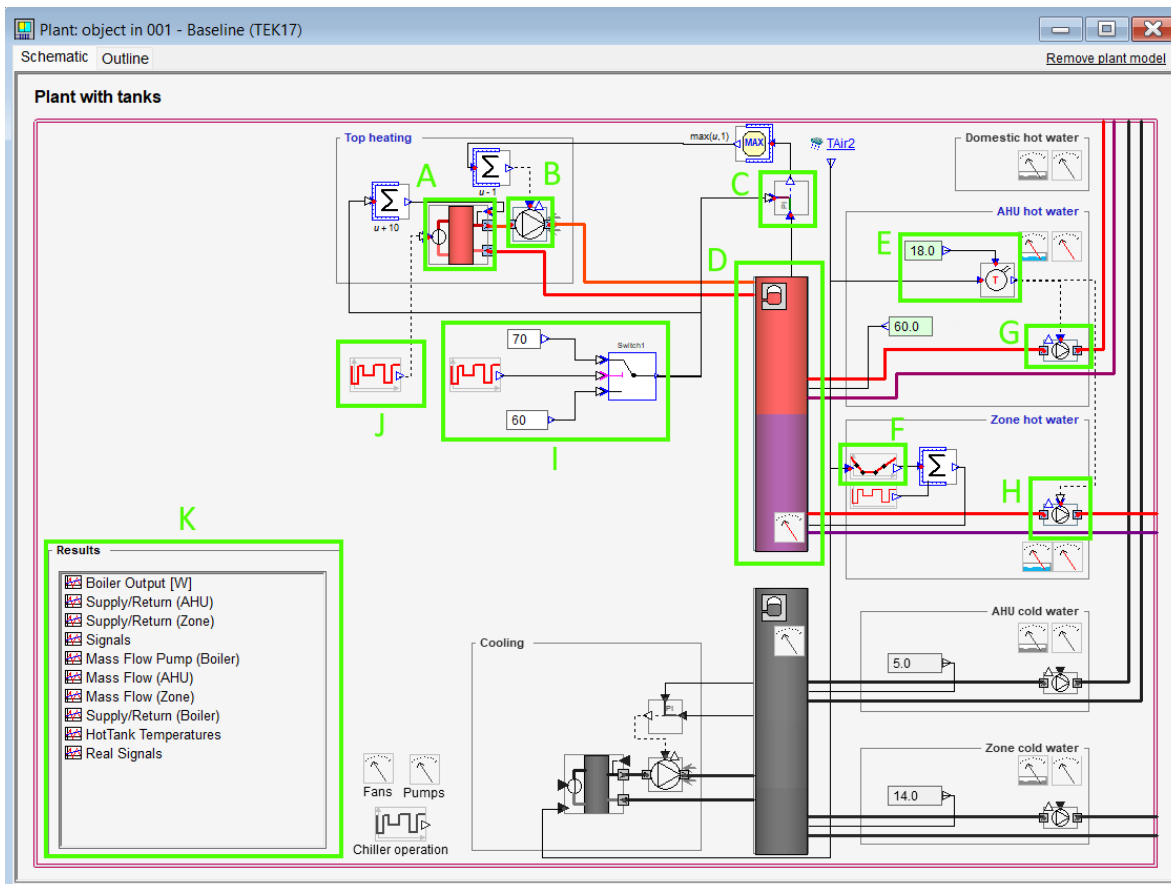 Plant: object in 001 - Baseline (TEK17)
Schematic Outline Remove plant model
Plant with tanks
Top heating
max(u,1)
MAX
TAir2
Domestic hot water
Σ
u - 1
A
B
C
Σ
u + 10
AHU hot water
E
18.0
T
D
60.0
G
70
Switch1
60
J
I
Zone hot water
F
Σ
H
K
Results
Boiler Output [W]
Supply/Return (AHU)
Supply/Return (Zone)
Signals
Mass Flow Pump (Boiler)
Mass Flow (AHU)
Mass Flow (Zone)
Supply/Return (Boiler)
HotTank Temperatures
Real Signals
Cooling
PI
Fans Pumps
Chiller operation
AHU cold water
5.0
Zone cold water
14.0